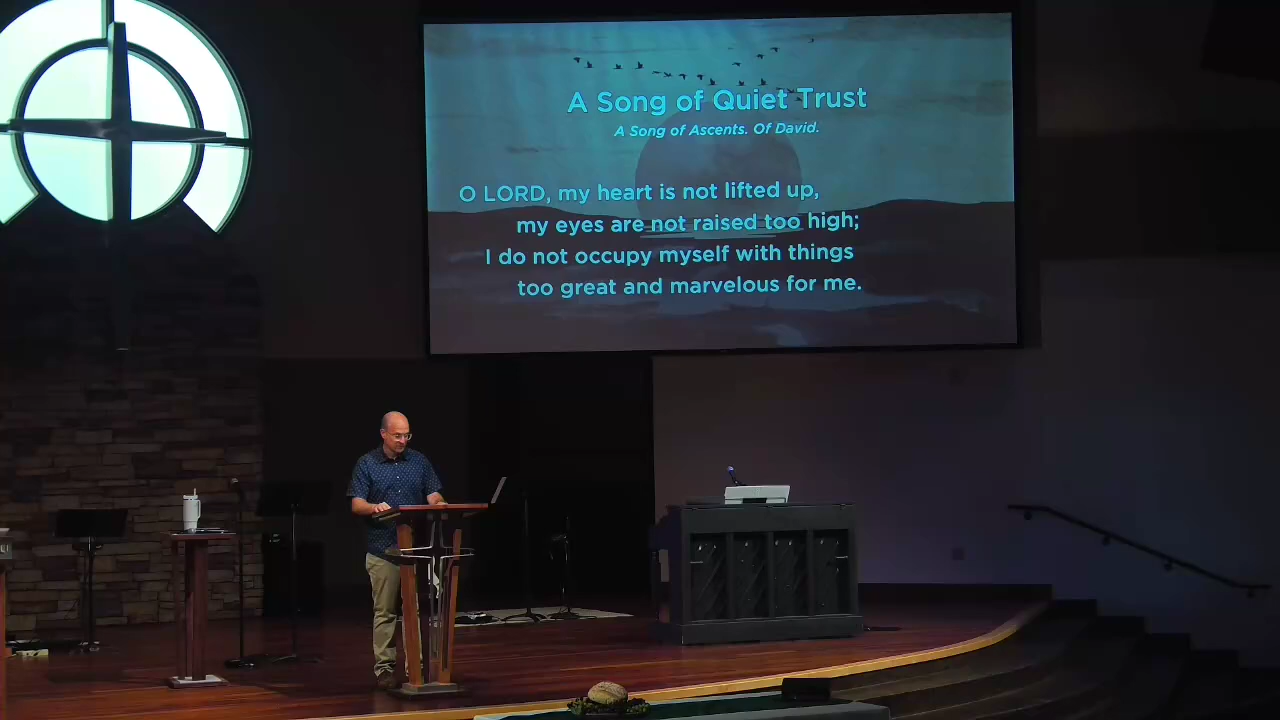 A Song of Quiet Trust
A Song of Ascents. Of David.
O LORD, my heart is not lifted up,
my eyes are not raised too high;
I do not occupy myself with things
too great and marvelous for me.